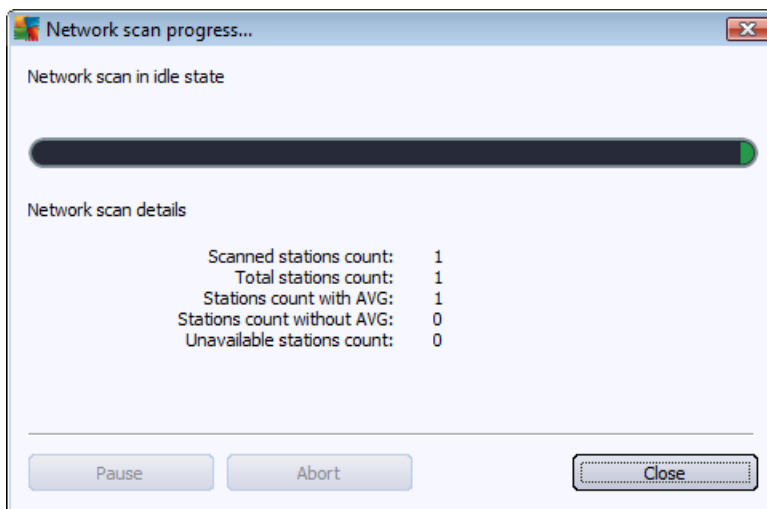 Network scan progress...
Network scan in idle state
Network scan details
Scanned stations count: 1
Total stations count: 1
Stations count with AVG: 1
Stations count without AVG: 0
Unavailable stations count: 0
Pause Abort Close